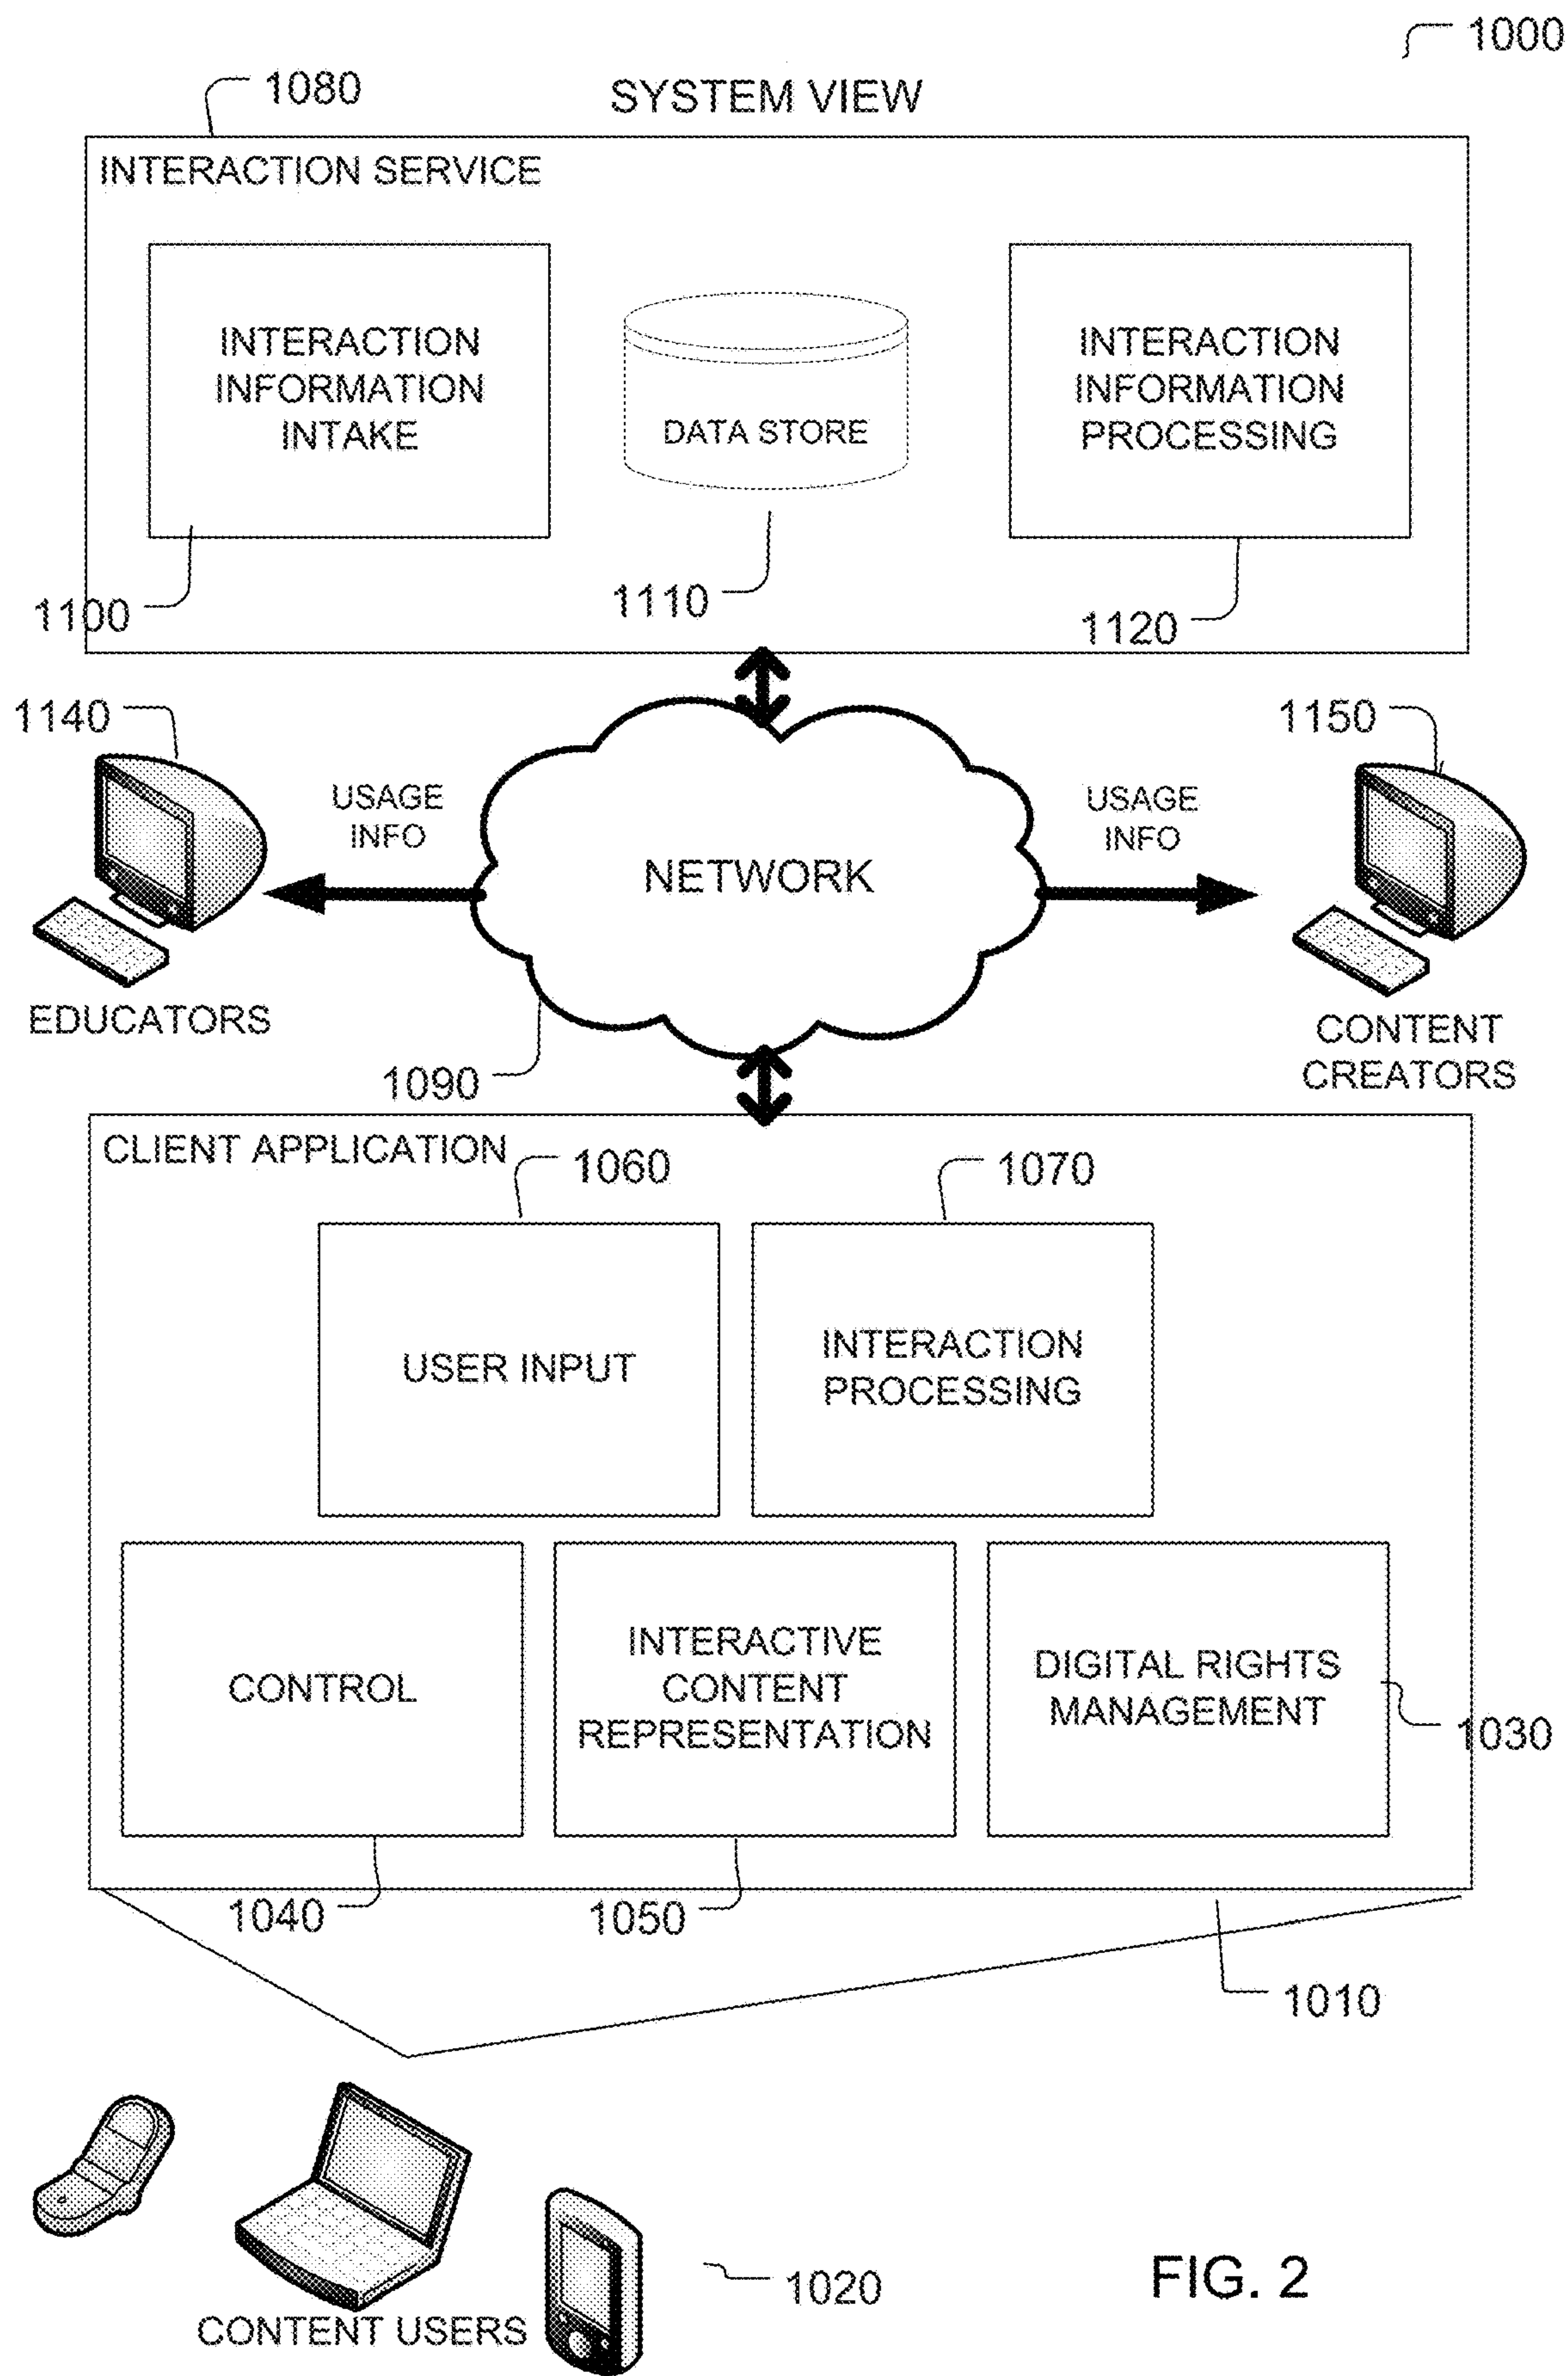 1000
1080
SYSTEM VIEW
INTERACTION SERVICE
INTERACTION
INFORMATION
INTAKE
DATA STORE
INTERACTION
INFORMATION
PROCESSING
1100
1110
1120
1140
1150
USAGE
INFO
USAGE
INFO
NETWORK
EDUCATORS
CONTENT
CREATORS
1090
CLIENT APPLICATION
1060
1070
USER INPUT
INTERACTION
PROCESSING
CONTROL
INTERACTIVE
CONTENT
REPRESENTATION
DIGITAL RIGHTS
MANAGEMENT
1030
1040
1050
1010
1020
CONTENT USERS
FIG. 2